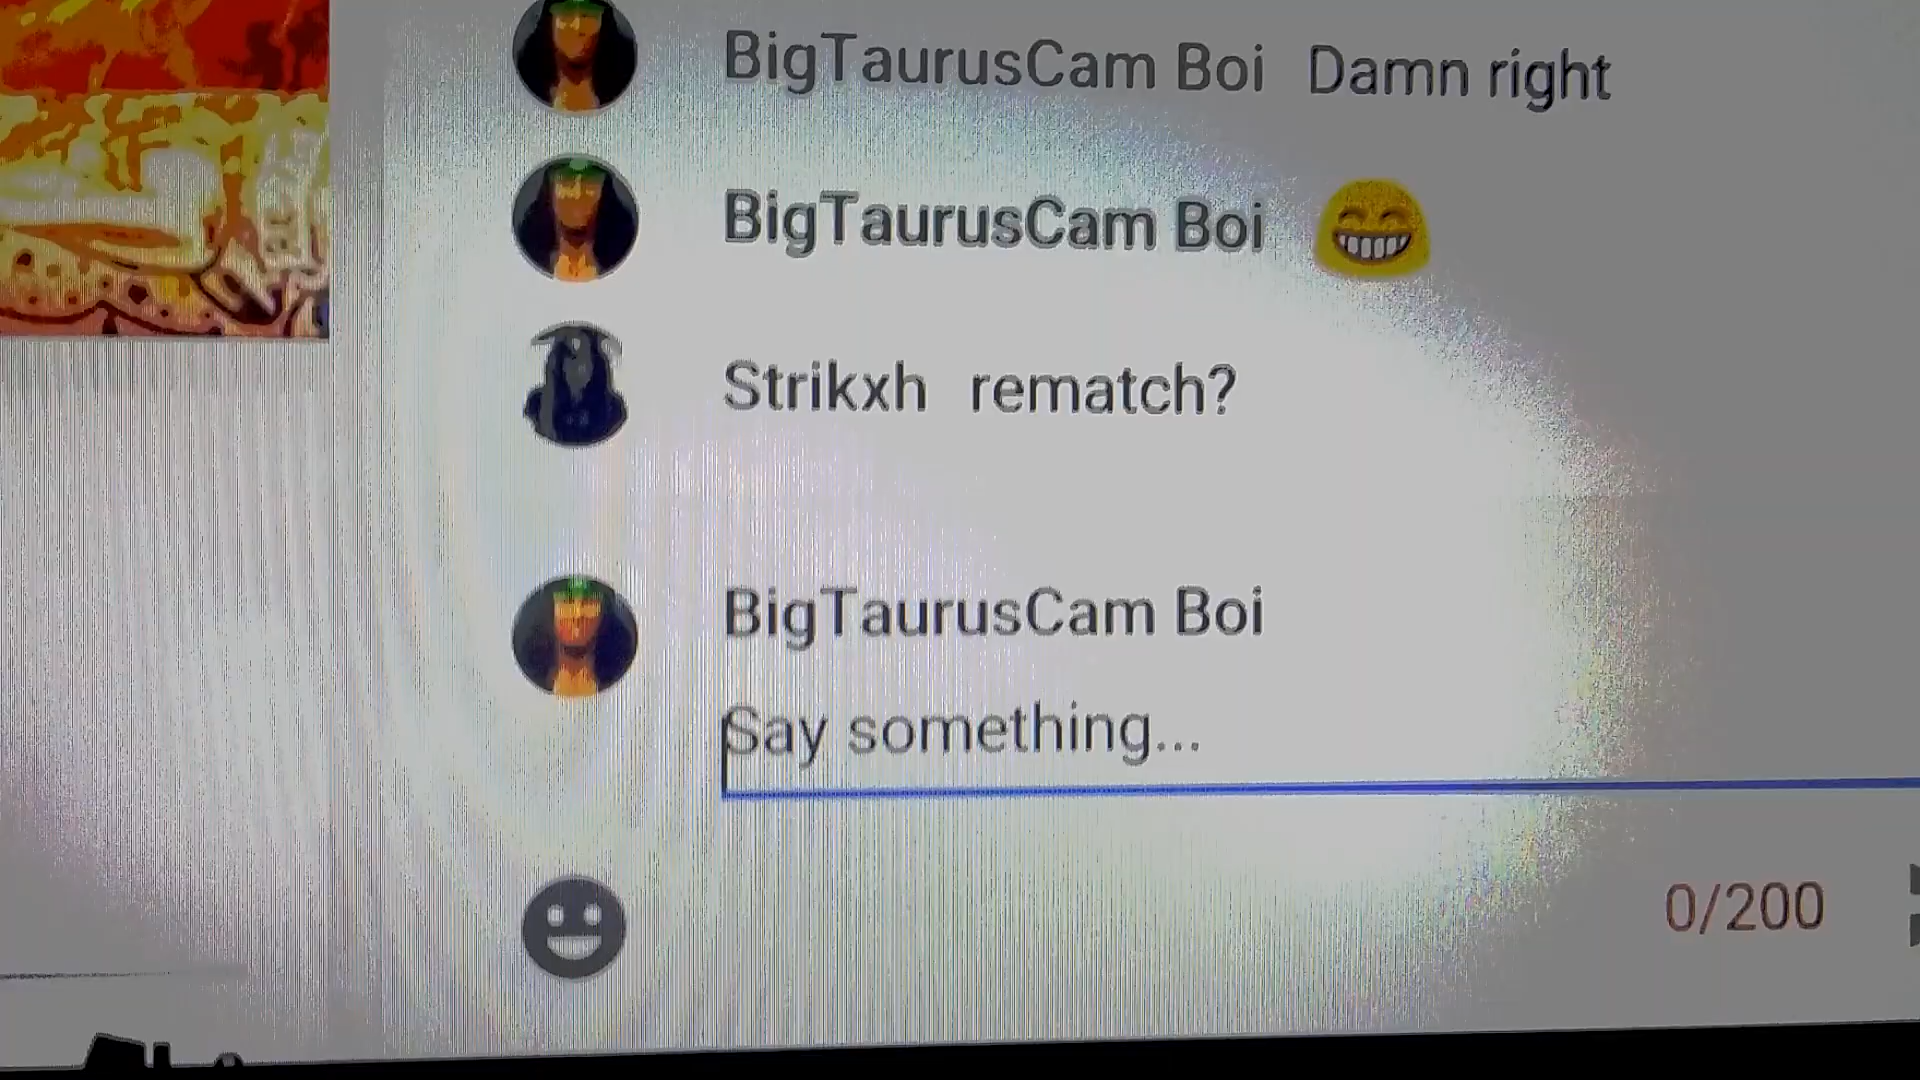 BigTaurusCam Boi Damn right
BigTaurusCam Boi 😁
Strikxh rematch?
BigTaurusCam Boi
Say something...
0/200